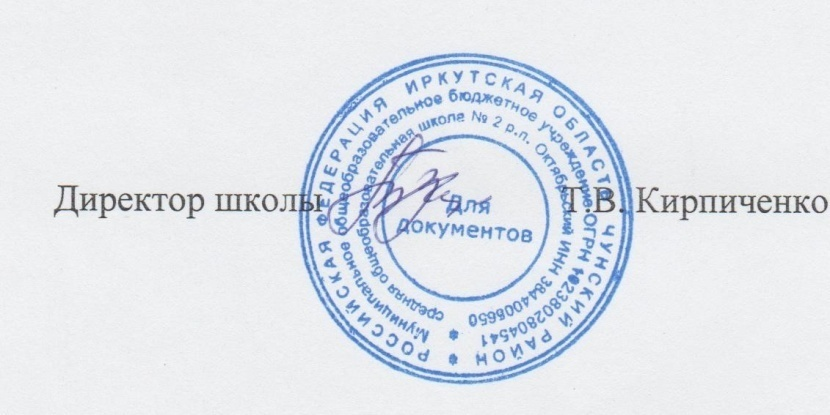 Директор школы Т.В. Кирпиченко
РОССИЙСКАЯ ФЕДЕРАЦИЯ ИРКУТСКАЯ ОБЛАСТЬ ЧУНСКИЙ РАЙОН
Муниципальное общеобразовательное бюджетное учреждение ОГРН 1023802804541
средняя общеобразовательная школа № 2 р.п. Октябрьский ИНН 3844006650
для
документов